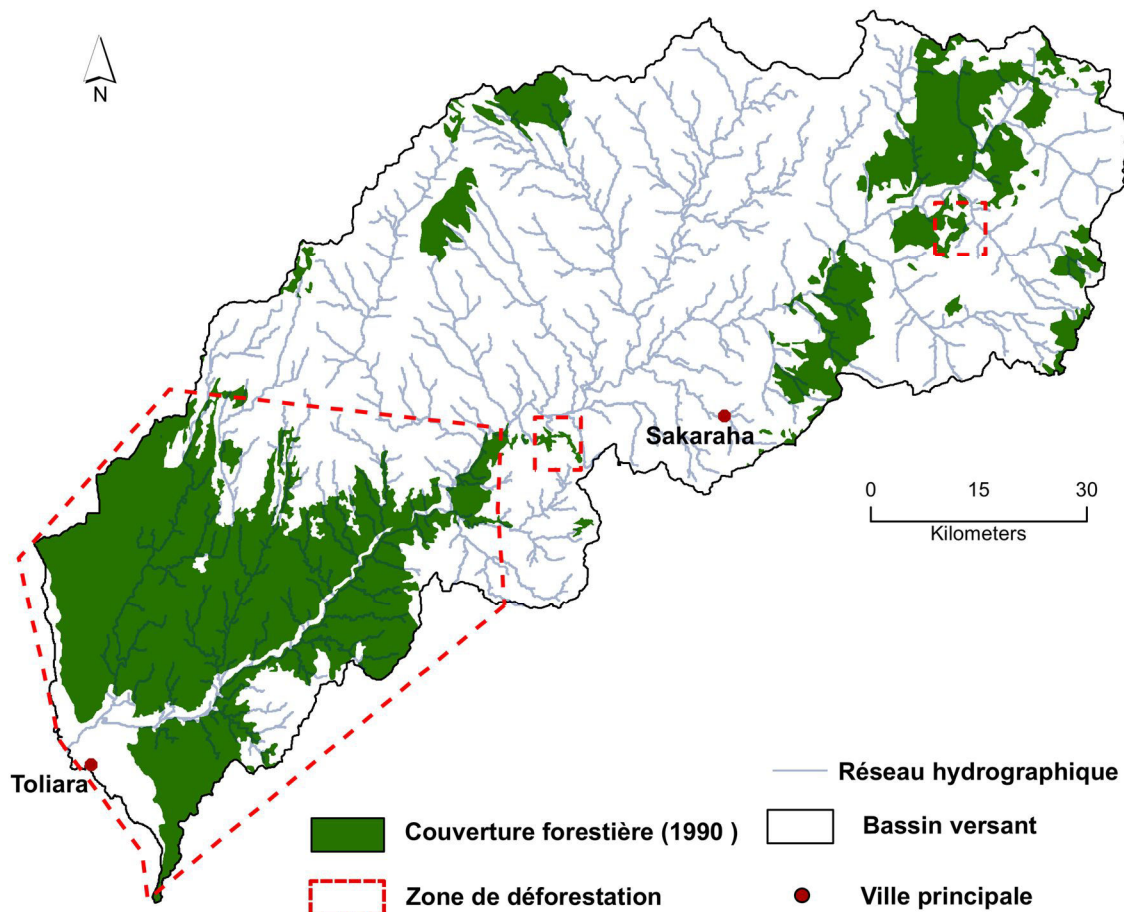 N
Sakaraha
0 15 30
Kilometers
Toliara
Réseau hydrographique
Couverture forestière (1990 )
Bassin versant
Zone de déforestation
Ville principale